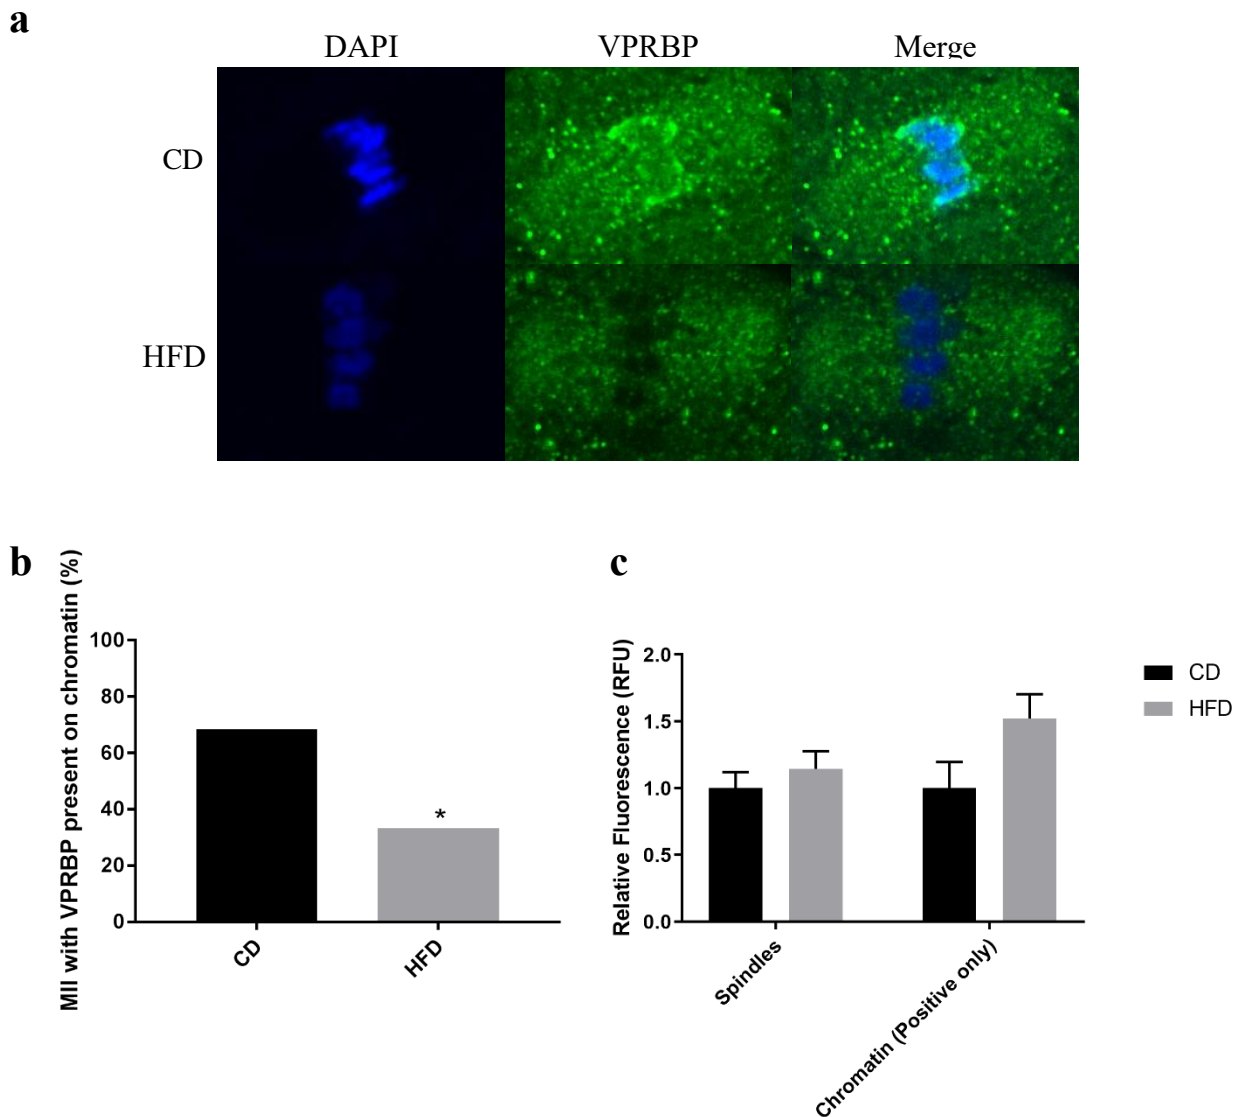 a
DAPI
VPRBP
Merge
CD
HFD
b
MII with VPRBP present on chromatin (%)
100
80
60
40
20
0
*
CD
HFD
c
Relative Fluorescence (RFU)
2.0
1.5
1.0
0.5
0.0
Spindles
Chromatin (Positive only)
CD
HFD